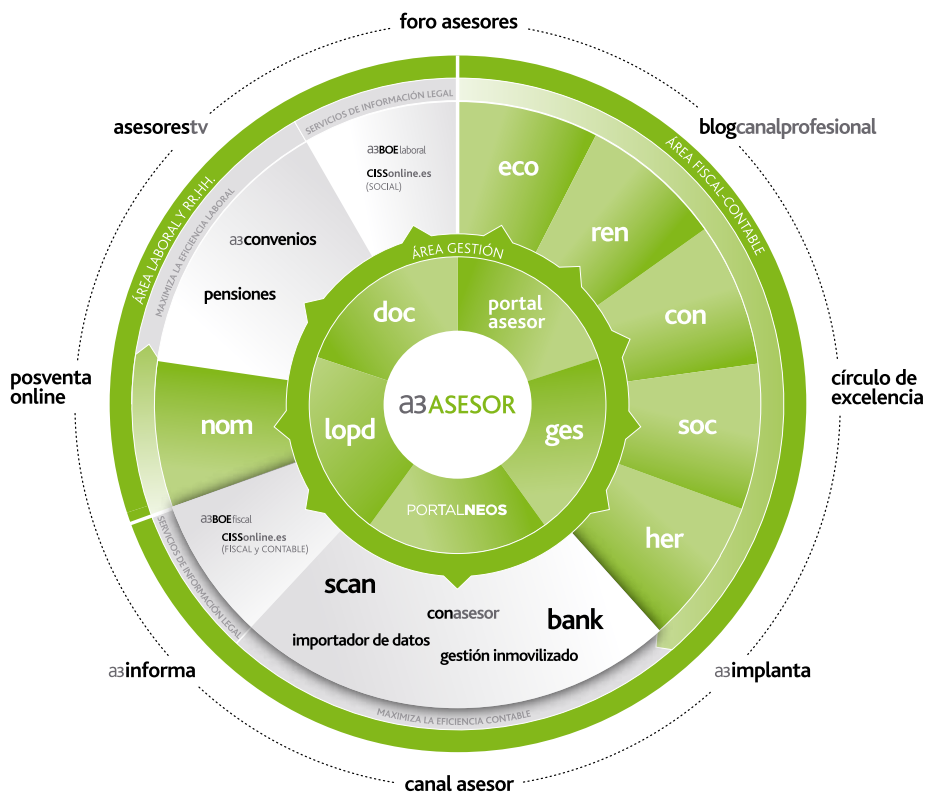 foro asesores
asesorestv
blogcanalprofesional
SERVICIOS DE INFORMACIÓN LEGAL
ÁREA FISCAL-CONTABLE
ÁREA LABORAL Y RR.HH.
MAXIMIZA LA EFICIENCIA LABORAL
a3BOElaboral
CISSonline.es
(SOCIAL)
eco
ren
a3convenios
pensiones
ÁREA GESTIÓN
doc
portal
asesor
con
posventa
online
círculo de
excelencia
a3ASESOR
nom
lopd
ges
soc
PORTALNEOS
a3BOEfiscal
CISSonline.es
(FISCAL y CONTABLE)
her
SERVICIOS DE INFORMACIÓN LEGAL
scan
conasesor
bank
importador de datos
gestión inmovilizado
a3informa
a3implanta
MAXIMIZA LA EFICIENCIA CONTABLE
canal asesor